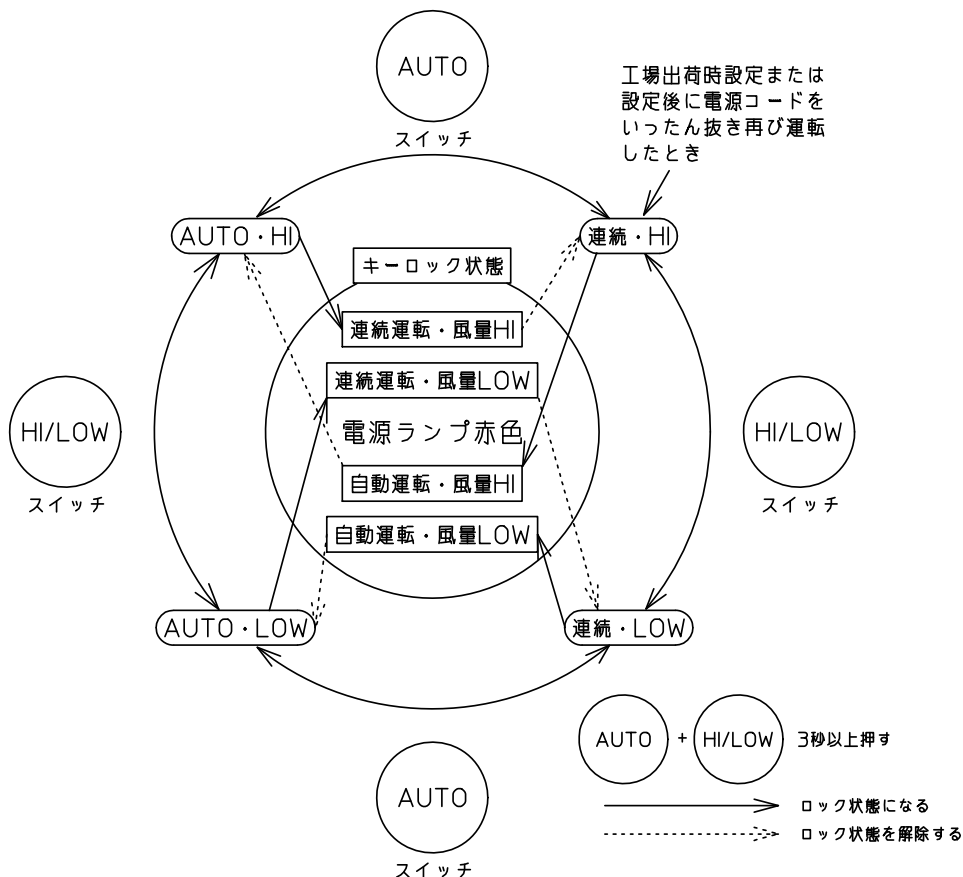 AUTO
スイッチ
工場出荷時設定または
設定後に電源コードを
いったん抜き再び運転
したとき
AUTO・HI
連続・HI
キーロック状態
連続運転・風量HI
連続運転・風量LOW
HI/LOW
スイッチ
電源ランプ赤色
HI/LOW
スイッチ
自動運転・風量HI
自動運転・風量LOW
AUTO・LOW
連続・LOW
AUTO + HI/LOW 3秒以上押す
AUTO
スイッチ
ロック状態になる
ロック状態を解除する